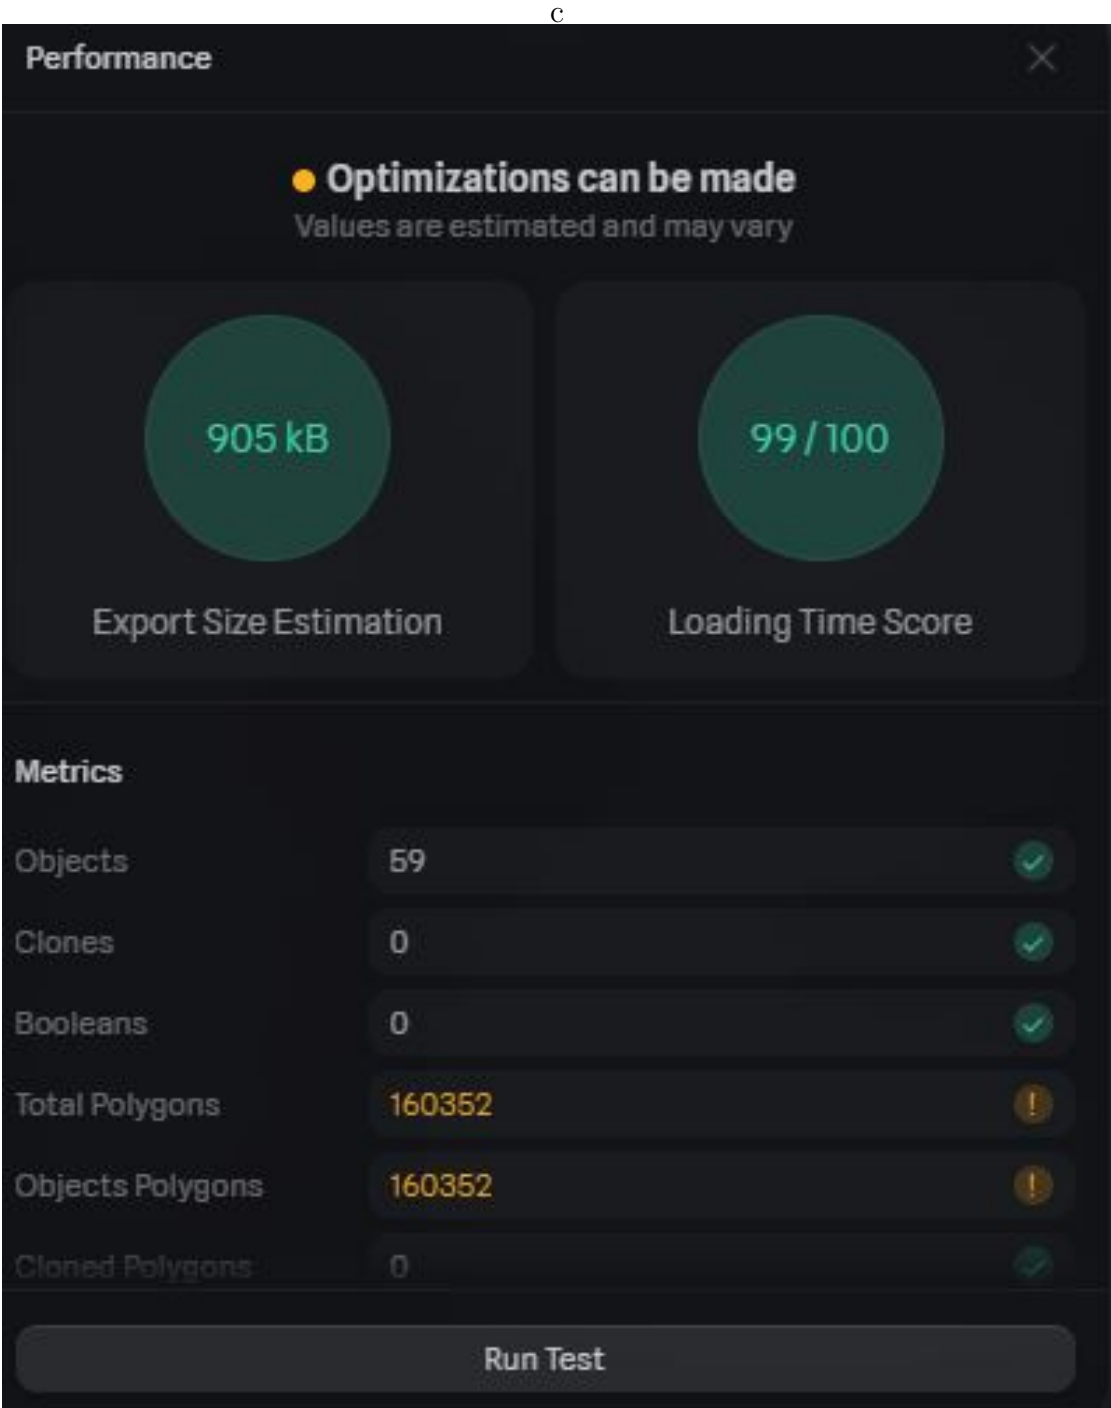 c
Performance
Optimizations can be made
Values are estimated and may vary
905 kB
99 / 100
Export Size Estimation
Loading Time Score
Metrics
Objects 59
Clones 0
Booleans 0
Total Polygons 160352 !
Objects Polygons 160352 !
Cloned Polygons 0
Run Test